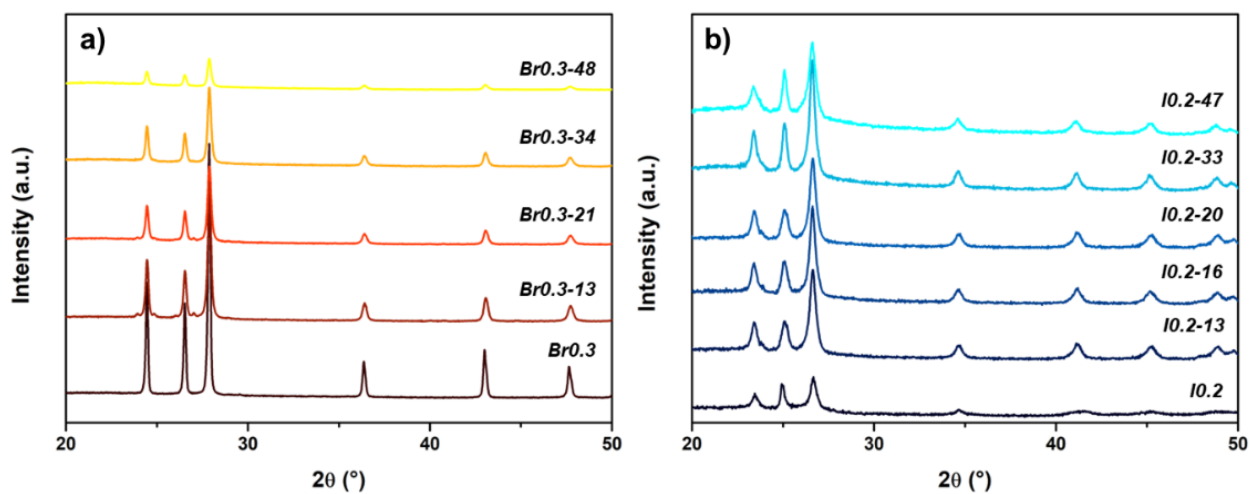 a)
Br0.3-48
Br0.3-34
Br0.3-21
Br0.3-13
Br0.3
Intensity (a.u.)
20
30
40
50
2θ (°)
b)
I0.2-47
I0.2-33
I0.2-20
I0.2-16
I0.2-13
I0.2
Intensity (a.u.)
20
30
40
50
2θ (°)